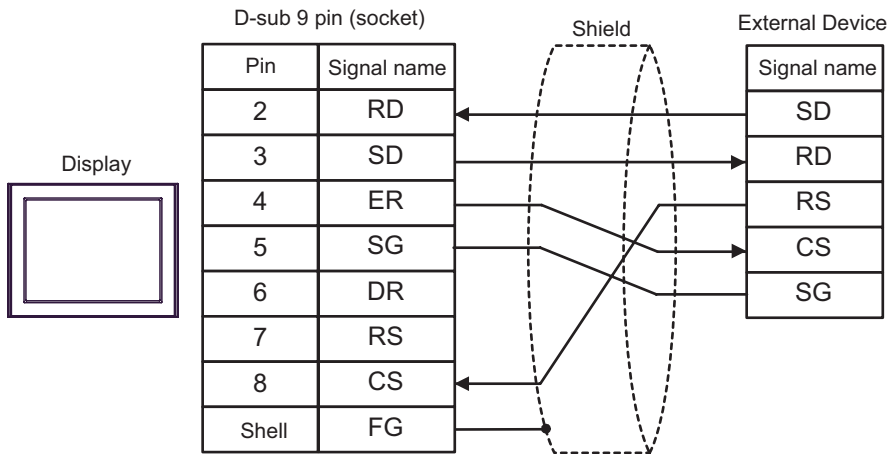 D-sub 9 pin (socket)
Shield
External Device
Pin Signal name
Signal name
2 RD
SD
3 SD
RD
Display
4 ER
RS
5 SG
CS
6 DR
SG
7 RS
8 CS
Shell FG